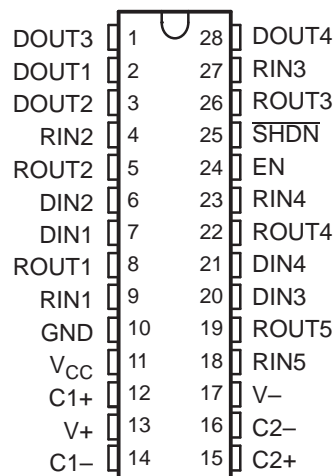 DOUT3 1 28 DOUT4
DOUT1 2 27 RIN3
DOUT2 3 26 ROUT3
RIN2 4 25 SHDN
ROUT2 5 24 EN
DIN2 6 23 RIN4
DIN1 7 22 ROUT4
ROUT1 8 21 DIN4
RIN1 9 20 DIN3
GND 10 19 ROUT5
VCC 11 18 RIN5
C1+ 12 17 V−
V+ 13 16 C2−
C1− 14 15 C2+